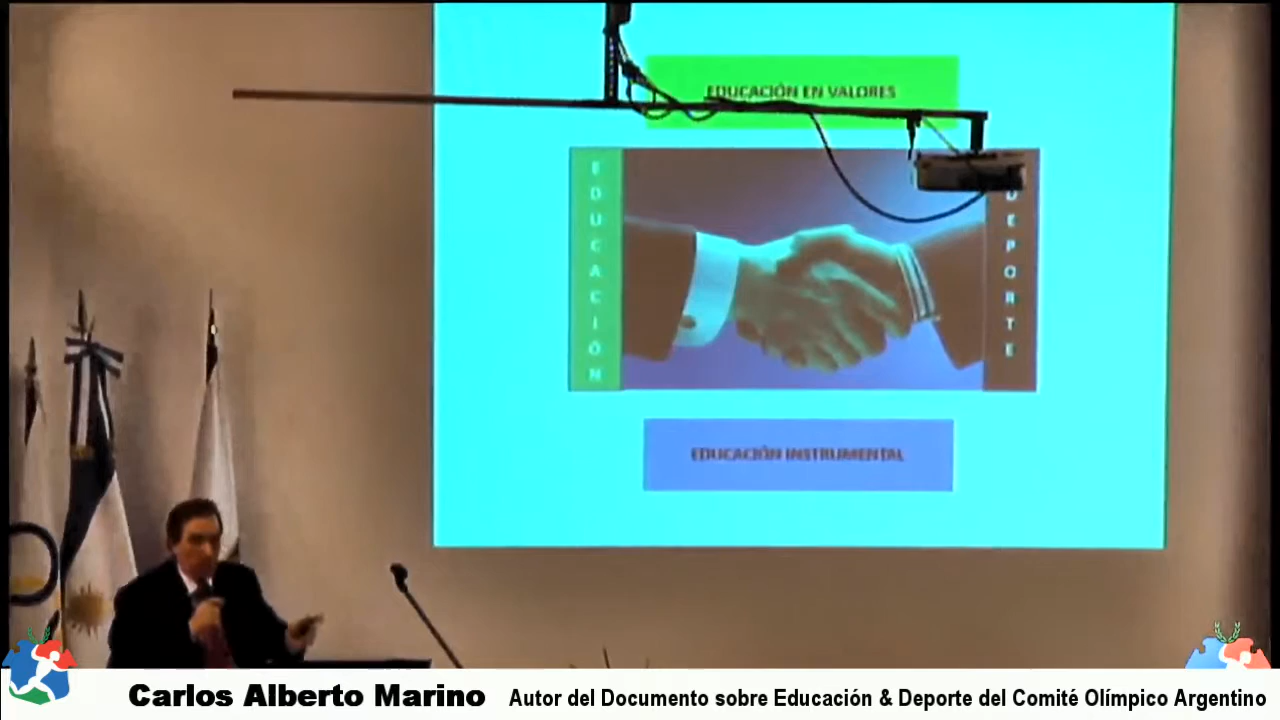 EDUCACIÓN EN VALORES
EDUCACIÓN
DEPORTE
EDUCACIÓN INSTRUMENTAL
Carlos Alberto Marino Autor del Documento sobre Educación & Deporte del Comité Olímpico Argentino